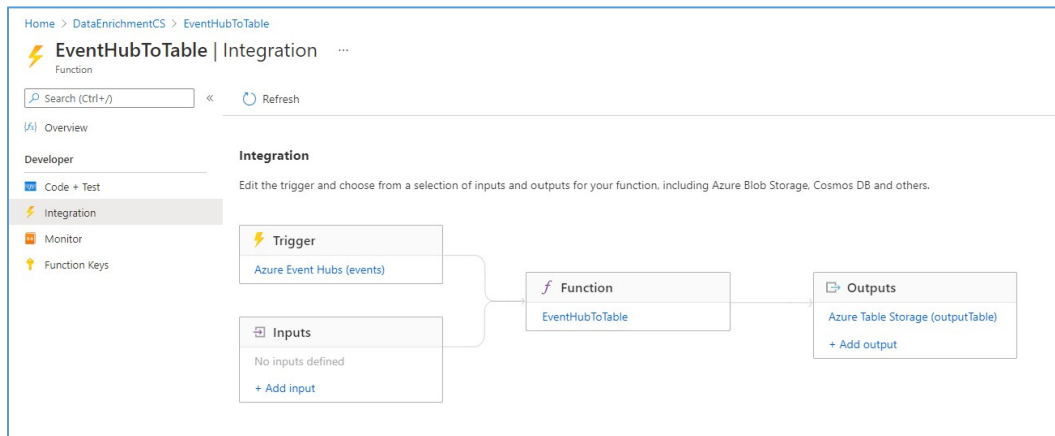 Home > DataEnrichmentCS > EventHubToTable
EventHubToTable | Integration ...
Function
Search (Ctrl+/)
«
Refresh
Overview
Developer
Code + Test
Integration
Monitor
Function Keys
Integration
Edit the trigger and choose from a selection of inputs and outputs for your function, including Azure Blob Storage, Cosmos DB and others.
Trigger
Azure Event Hubs (events)
Inputs
No inputs defined
+ Add input
Function
EventHubToTable
Outputs
Azure Table Storage (outputTable)
+ Add output